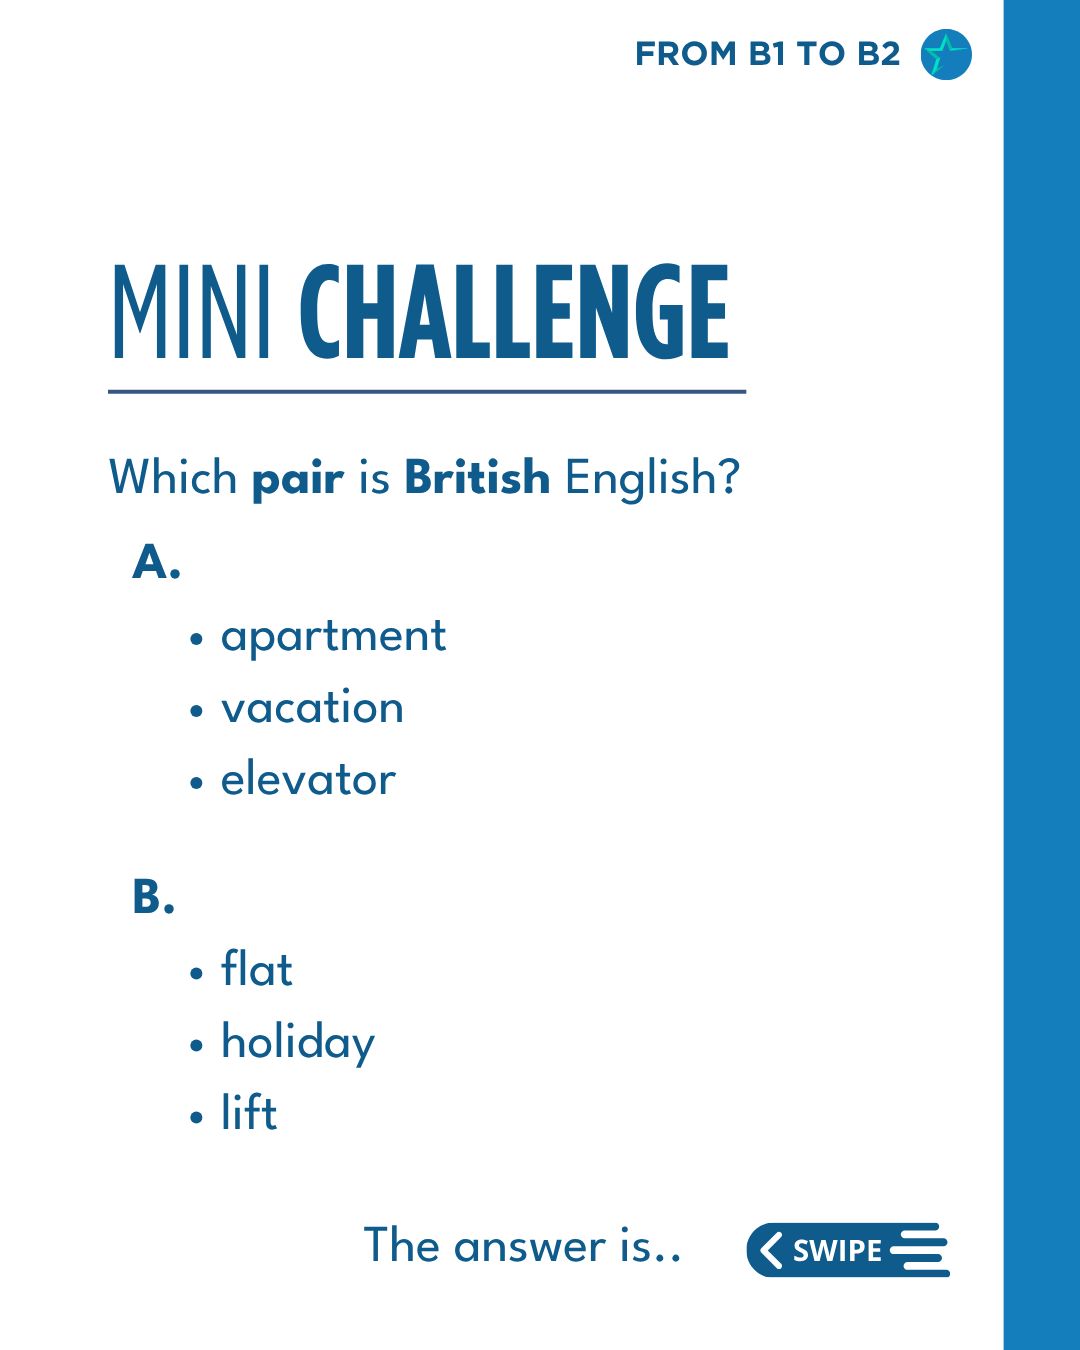 FROM B1 TO B2
MINI CHALLENGE
Which pair is British English?
A.
• apartment
• vacation
• elevator
B.
• flat
• holiday
• lift
The answer is..
SWIPE